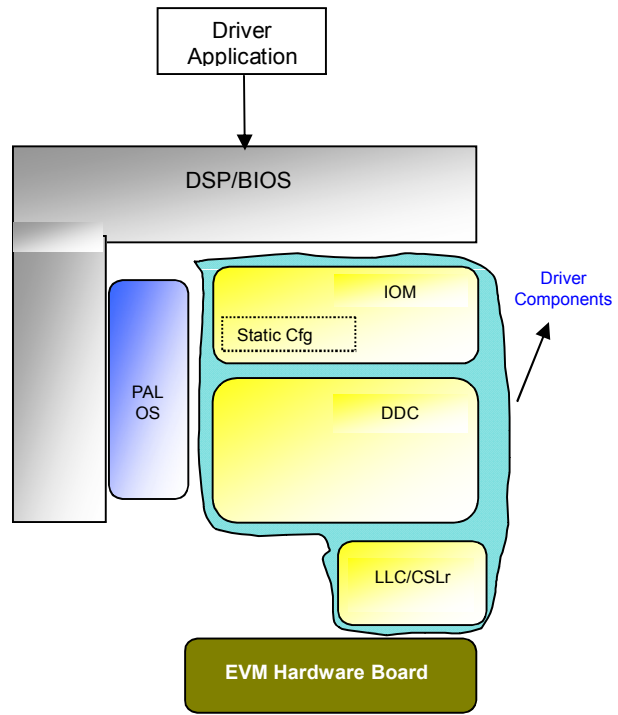 Driver
Application
DSP/BIOS
IOM
Driver
Components
Static Cfg
PAL
OS
DDC
LLC/CSLr
EVM Hardware Board